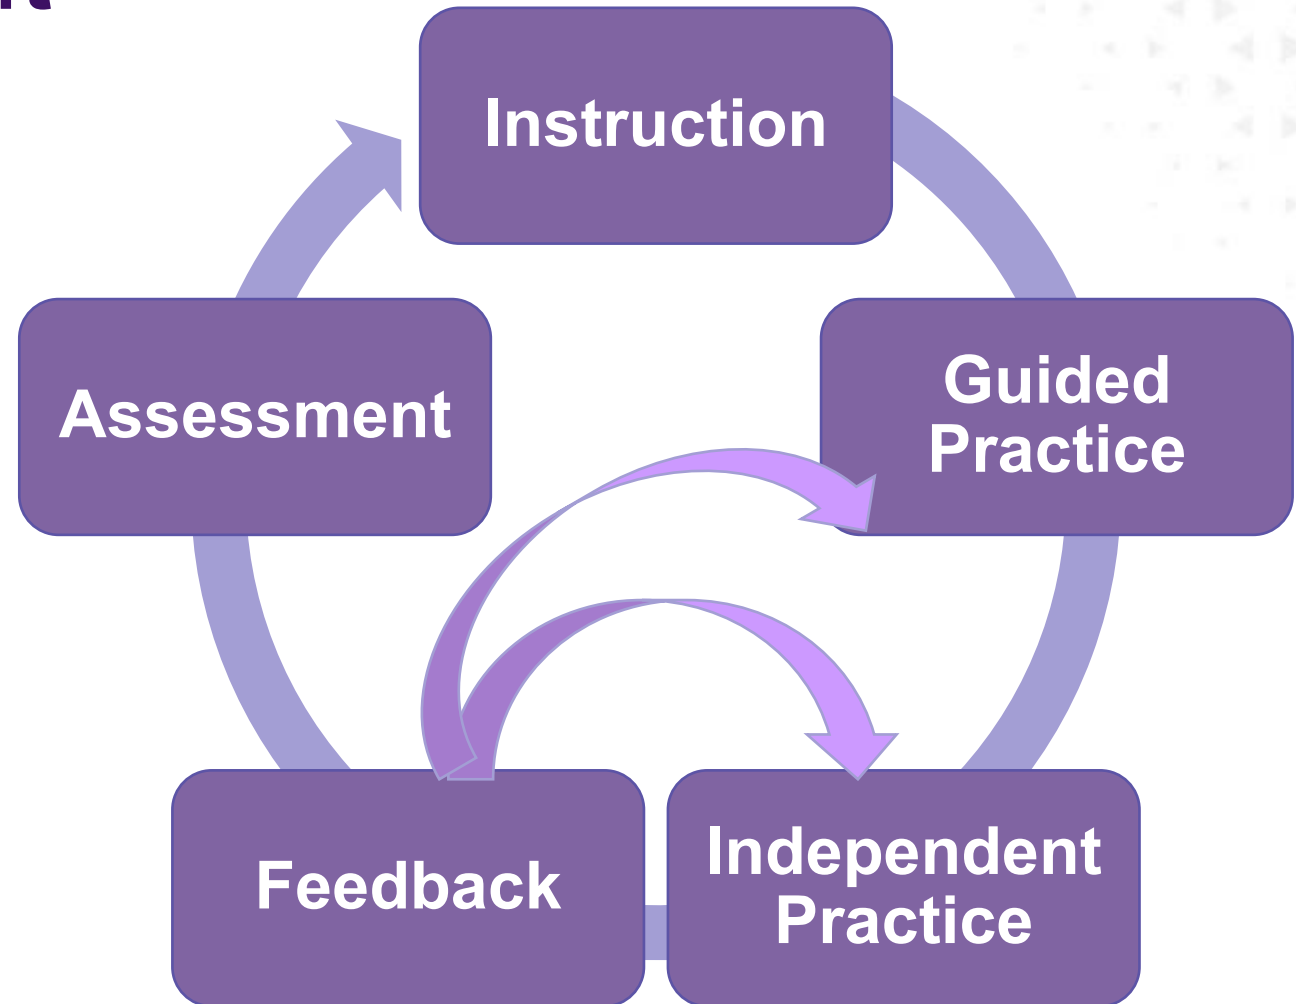 Instruction
Guided
Practice
Assessment
Feedback
Independent
Practice